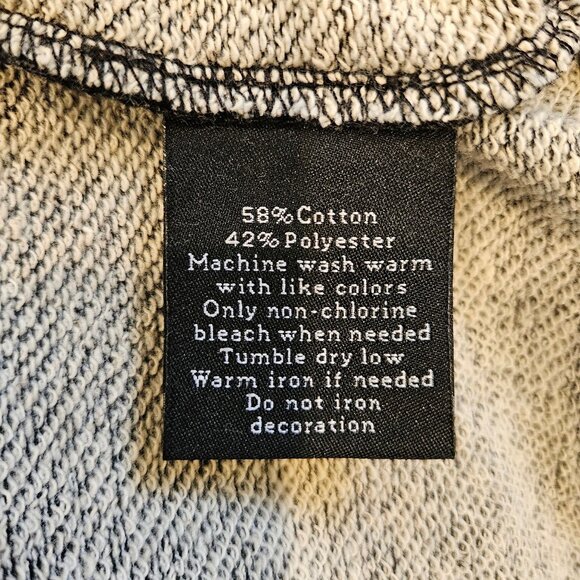 58% Cotton
42% Polyester
Machine wash warm
with like colors
Only non-chlorine
bleach when needed
Tumble dry low
Warm iron if needed
Do not iron
decoration